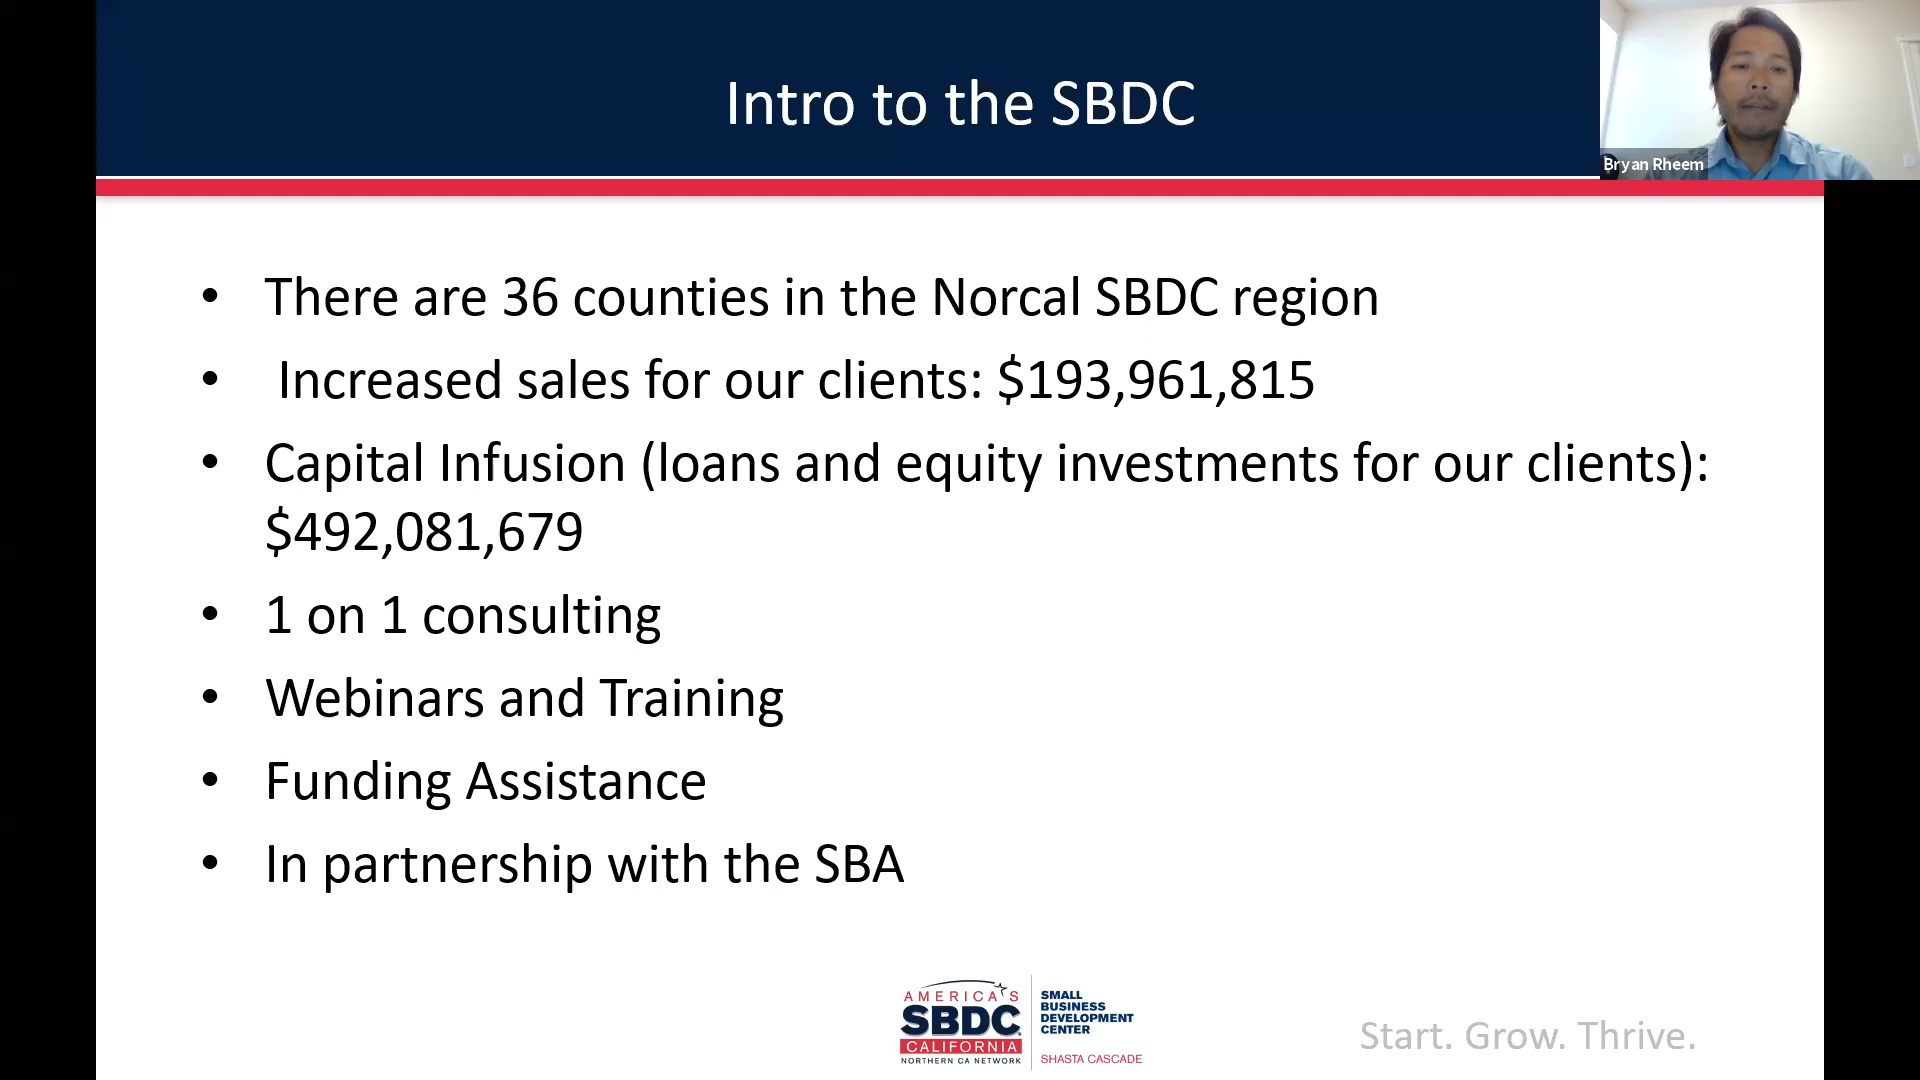 Intro to the SBDC
Bryan Rheem
• There are 36 counties in the Norcal SBDC region
• Increased sales for our clients: $193,961,815
• Capital Infusion (loans and equity investments for our clients):
$492,081,679
• 1 on 1 consulting
• Webinars and Training
• Funding Assistance
• In partnership with the SBA
AMERICA'S
SBDC
CALIFORNIA
NORTHERN CA NETWORK
SMALL
BUSINESS
DEVELOPMENT
CENTER
SHASTA CASCADE
Start. Grow. Thrive.